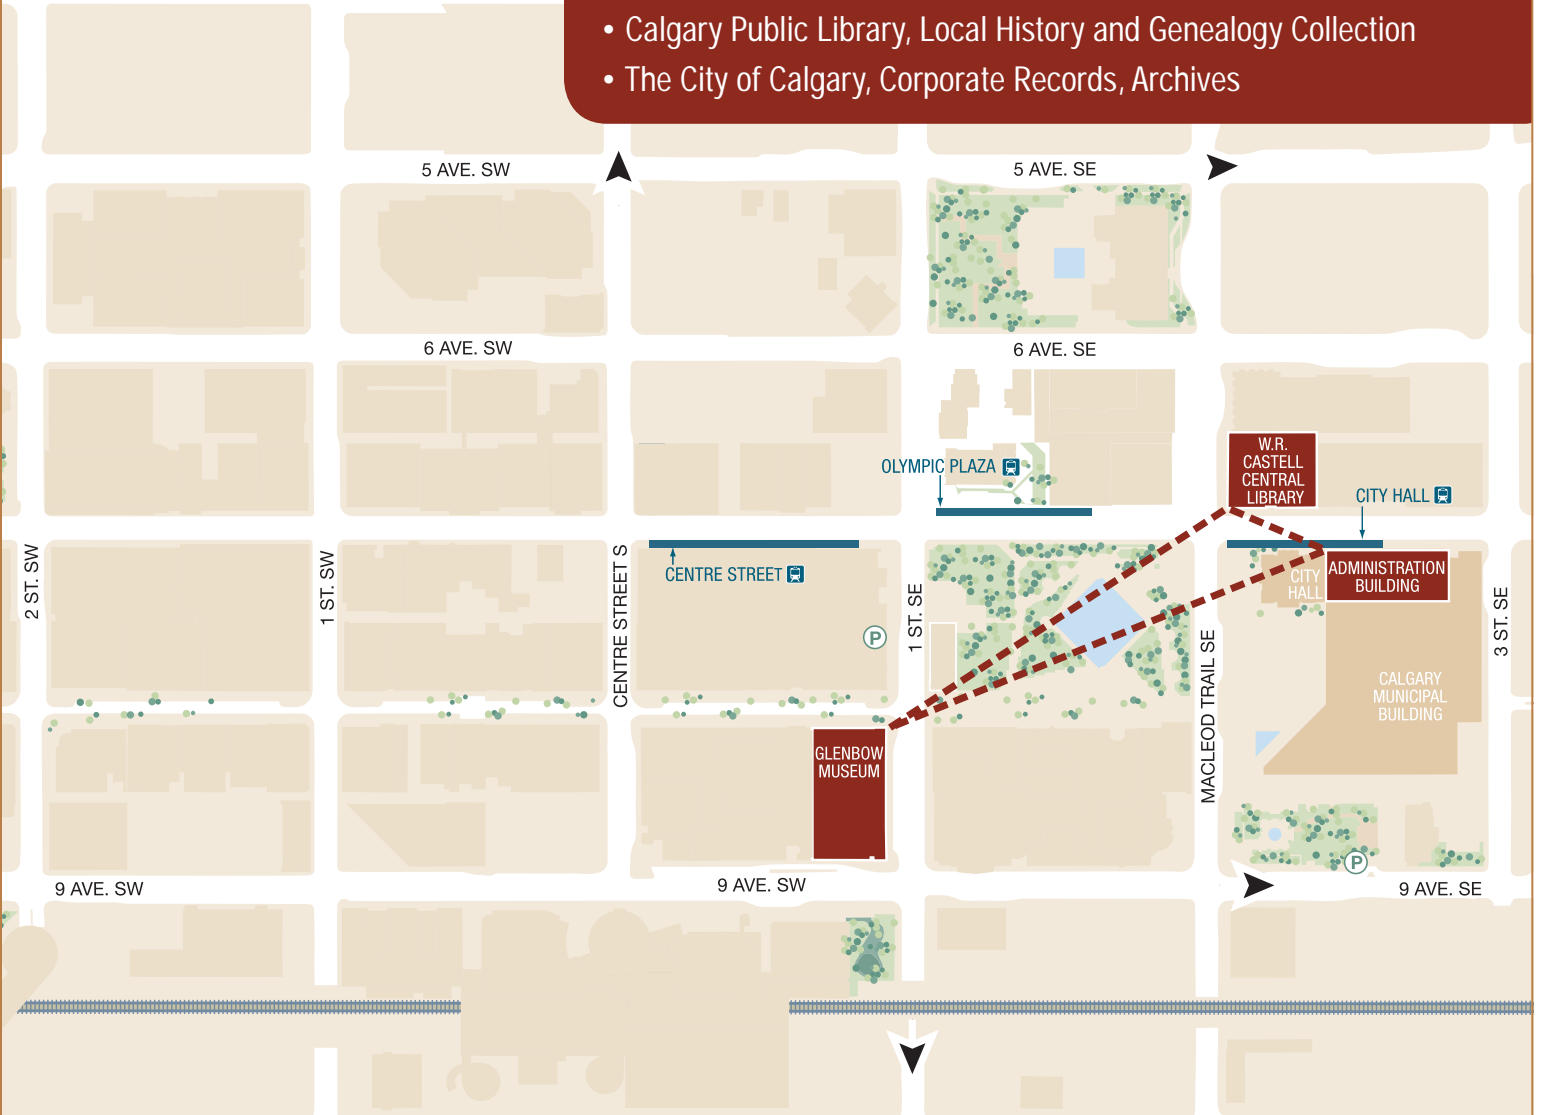 • Calgary Public Library, Local History and Genealogy Collection
• The City of Calgary, Corporate Records, Archives
5 AVE. SW
5 AVE. SE
6 AVE. SW
6 AVE. SE
W.R.
CASTELL
CENTRAL
LIBRARY
OLYMPIC PLAZA
CITY HALL
2 ST. SW
1 ST. SW
CENTRE STREET S
CENTRE STREET
P
1 ST. SE
CITY
HALL
ADMINISTRATION
BUILDING
3 ST. SE
MACLEOD TRAIL SE
CALGARY
MUNICIPAL
BUILDING
GLENBOW
MUSEUM
P
9 AVE. SW
9 AVE. SW
9 AVE. SE